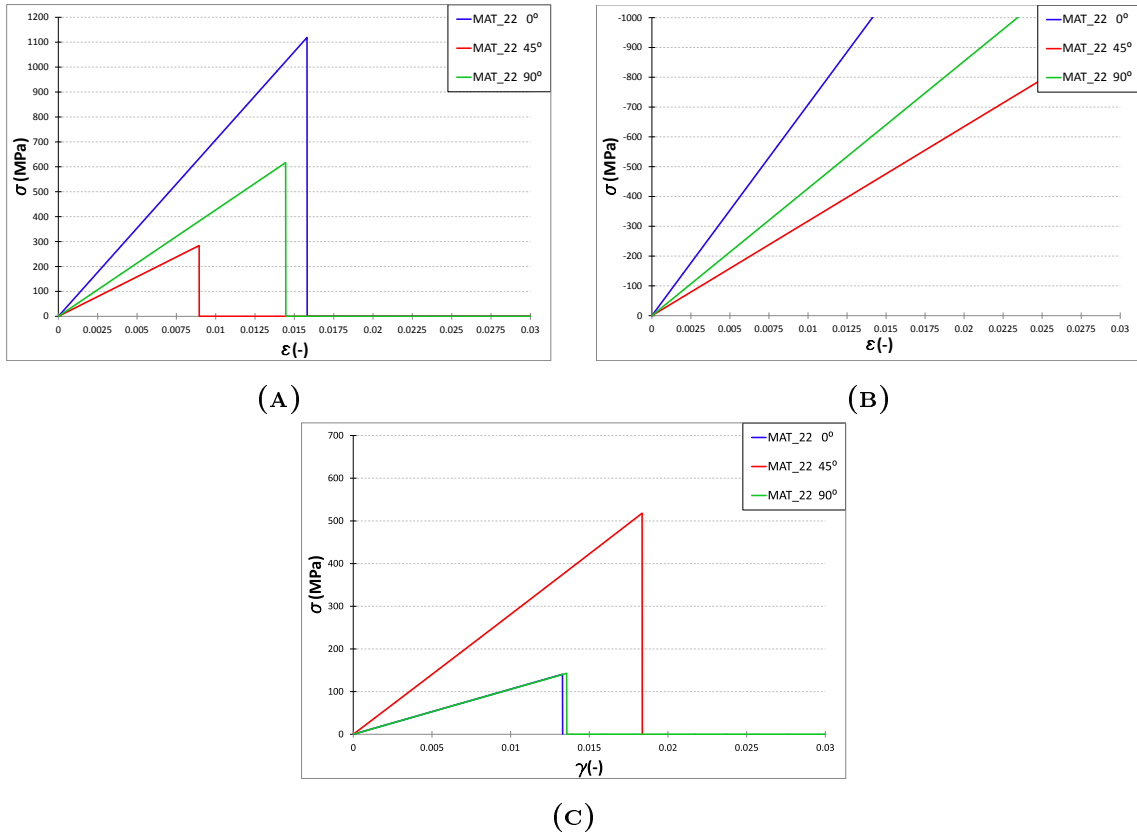 1200
1100
1000
900
800
700
600
500
400
300
200
100
0
σ (MPa)
0 0.0025 0.005 0.0075 0.01 0.0125 0.015 0.0175 0.02 0.0225 0.025 0.0275 0.03
ε(-)
MAT_22 0º
MAT_22 45º
MAT_22 90º
(A)
-1000
-900
-800
-700
-600
-500
-400
-300
-200
-100
0
σ (MPa)
0 0.0025 0.005 0.0075 0.01 0.0125 0.015 0.0175 0.02 0.0225 0.025 0.0275 0.03
ε(-)
MAT_22 0º
MAT_22 45º
MAT_22 90º
(B)
700
600
500
400
300
200
100
0
σ (MPa)
0 0.005 0.01 0.015 0.02 0.025 0.03
γ(-)
MAT_22 0º
MAT_22 45º
MAT_22 90º
(C)